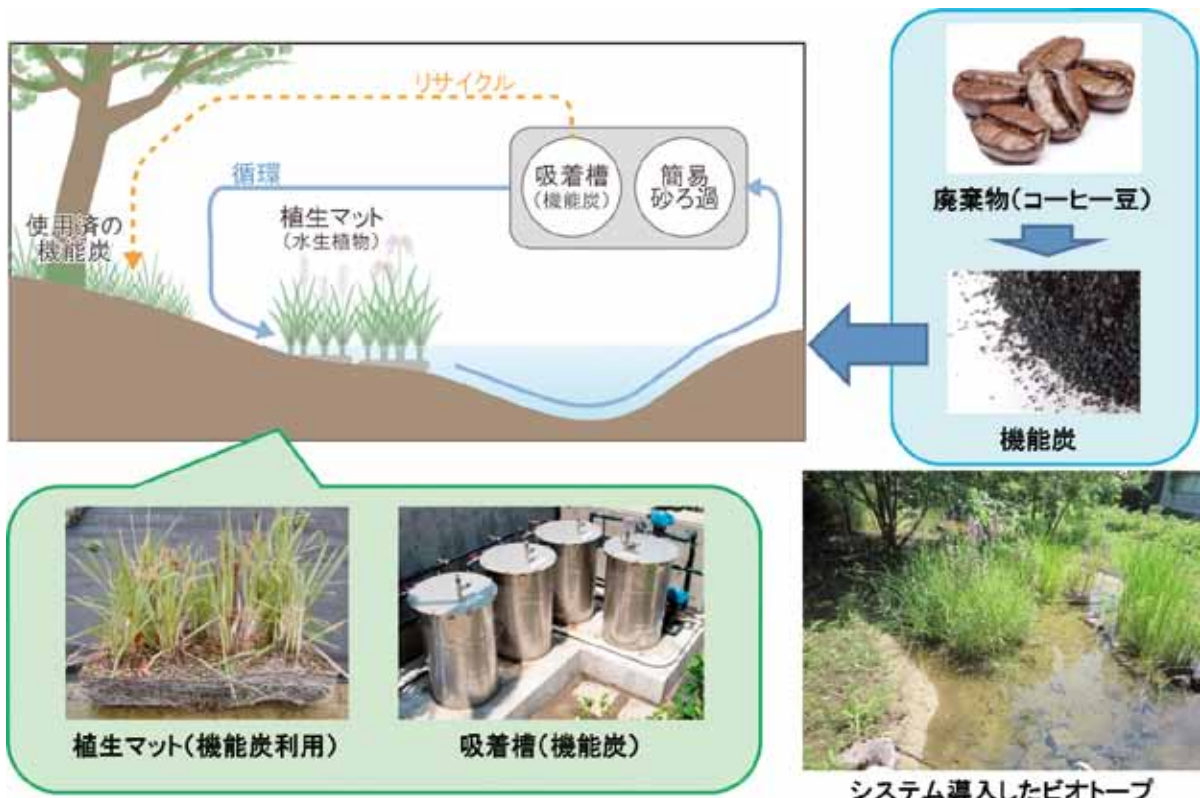 リサイクル
循環
吸着槽
(機能炭)
簡易
砂ろ過
植生マット
(水生植物)
使用済の
機能炭
廃棄物(コーヒー豆)
機能炭
植生マット(機能炭利用)
吸着槽(機能炭)
システム導入したビオトープ